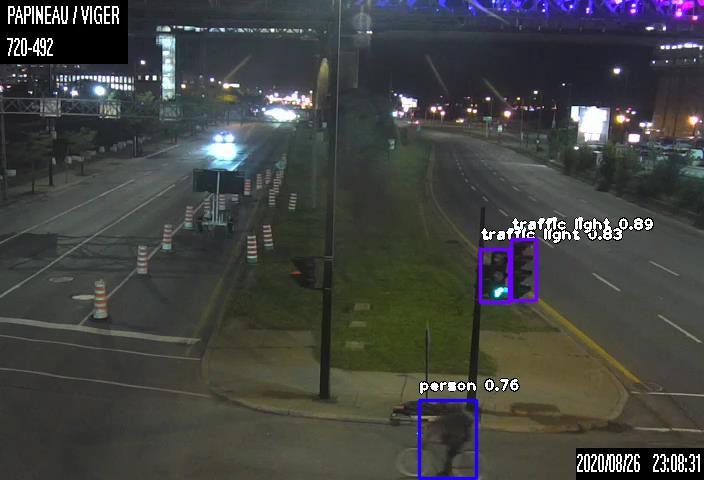 PAPINEAU / VIGER
720-492
traffic light 0.89
traffic light 0.83
person 0.76
2020/08/26 23:08:31